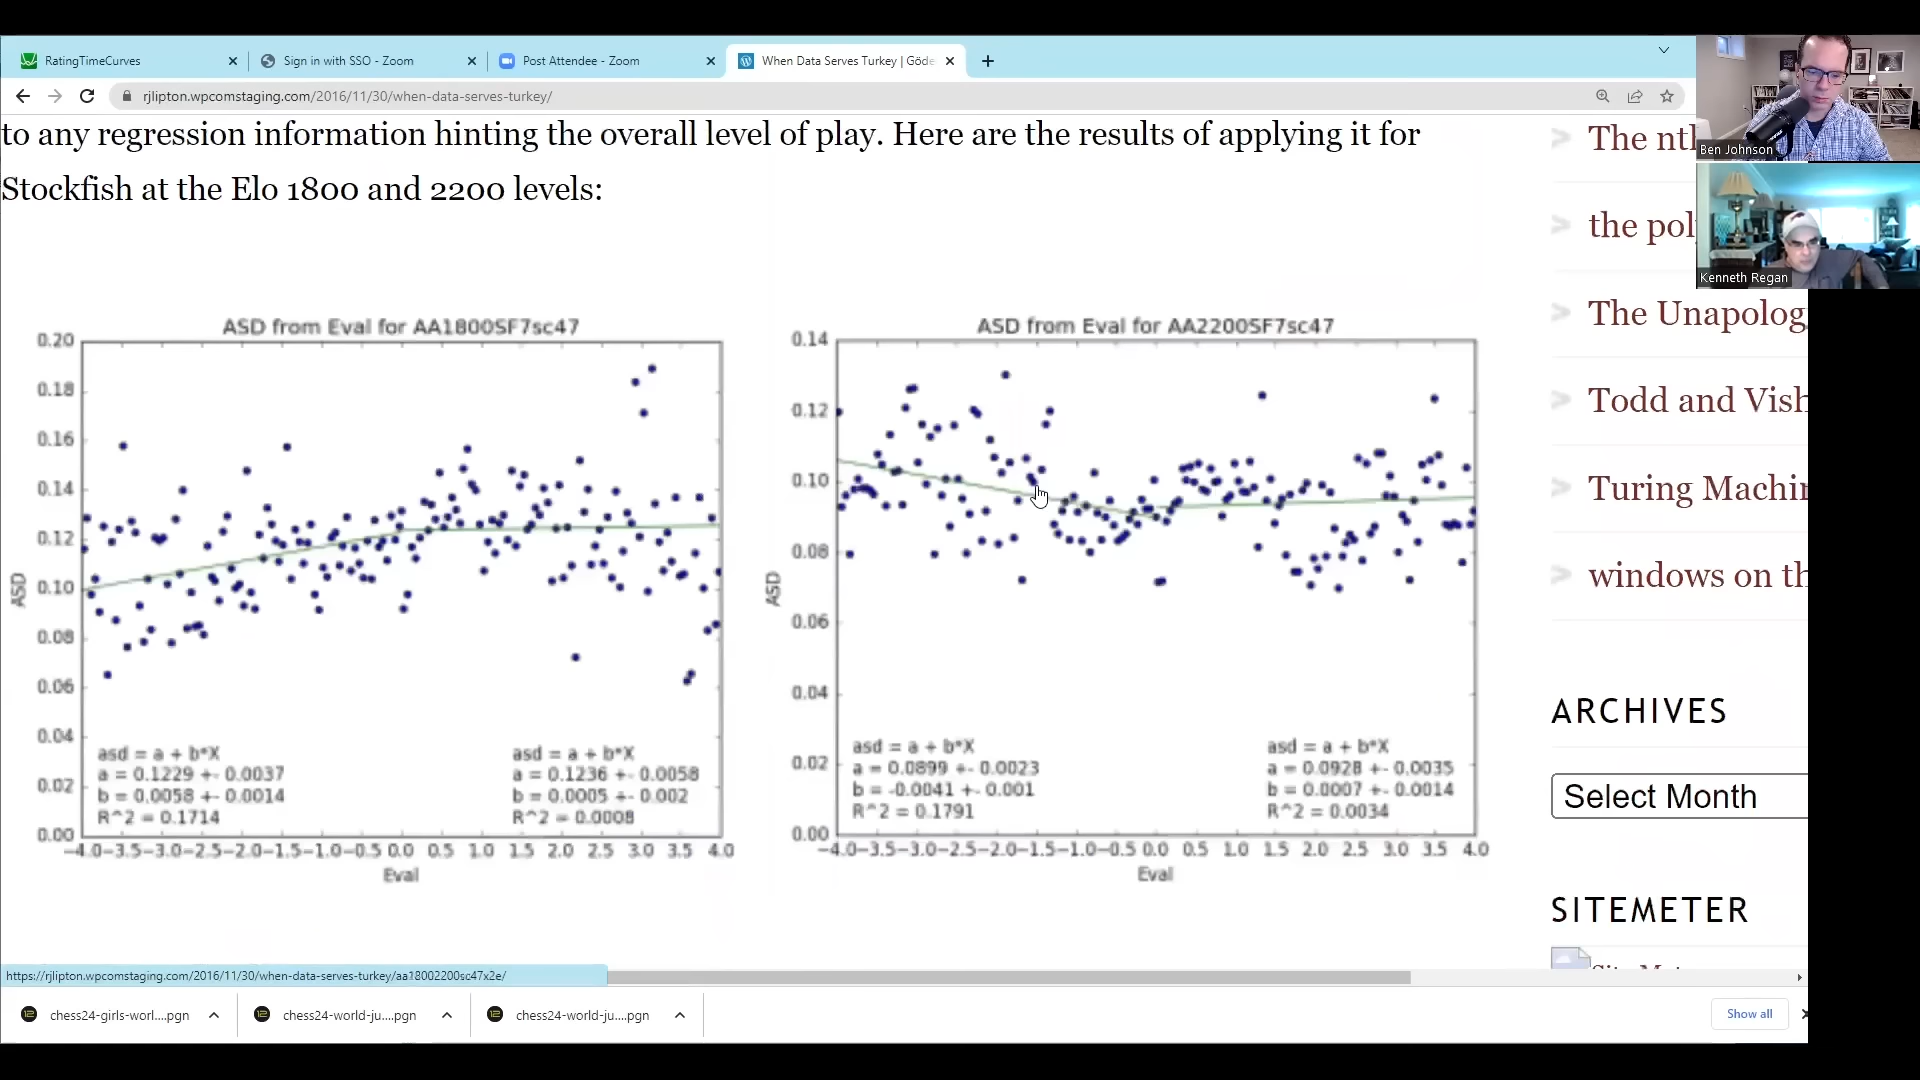 RatingTimeCurves
Sign in with SSO - Zoom
Post Attendee - Zoom
When Data Serves Turkey | Göde
rjlipton.wpcomstaging.com/2016/11/30/when-data-serves-turkey/
Ben Johnson
Kenneth Regan
to any regression information hinting the overall level of play. Here are the results of applying it for
Stockfish at the Elo 1800 and 2200 levels:
ASD from Eval for AA1800SF7sc47
0.20
0.18
0.16
0.14
0.12
0.10
0.08
0.06
0.04
0.02
0.00
ASD
asd = a + b*X
a = 0.1229 +- 0.0037
b = 0.0058 +- 0.0014
R^2 = 0.1714
asd = a + b*X
a = 0.1236 +- 0.0058
b = 0.0005 +- 0.002
R^2 = 0.0008
−4.0−3.5−3.0−2.5−2.0−1.5−1.0−0.5 0.0 0.5 1.0 1.5 2.0 2.5 3.0 3.5 4.0
Eval
ASD from Eval for AA2200SF7sc47
0.14
0.12
0.10
0.08
0.06
0.04
0.02
0.00
ASD
asd = a + b*X
a = 0.0899 +- 0.0023
b = -0.0041 +- 0.001
R^2 = 0.1791
asd = a + b*X
a = 0.0928 +- 0.0035
b = 0.0007 +- 0.0014
R^2 = 0.0034
−4.0−3.5−3.0−2.5−2.0−1.5−1.0−0.5 0.0 0.5 1.0 1.5 2.0 2.5 3.0 3.5 4.0
Eval
The nth
the pol
The Unapolog
Todd and Vish
Turing Machin
windows on th
ARCHIVES
Select Month
SITEMETER
https://rjlipton.wpcomstaging.com/2016/11/30/when-data-serves-turkey/aa18002200sc47x2e/
chess24-girls-worl....pgn
chess24-world-ju....pgn
chess24-world-ju....pgn
Show all